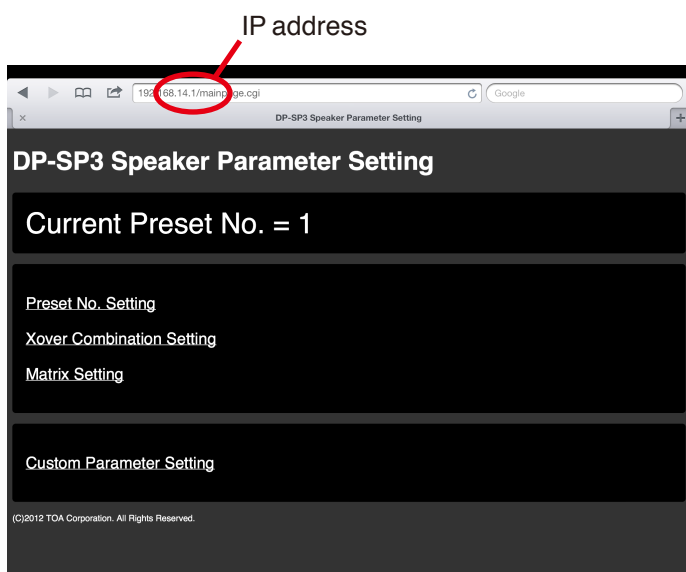 IP address
192.168.14.1/mainpage.cgi
Google
DP-SP3 Speaker Parameter Setting
DP-SP3 Speaker Parameter Setting
Current Preset No. = 1
Preset No. Setting
Xover Combination Setting
Matrix Setting
Custom Parameter Setting
(C)2012 TOA Corporation. All Rights Reserved.